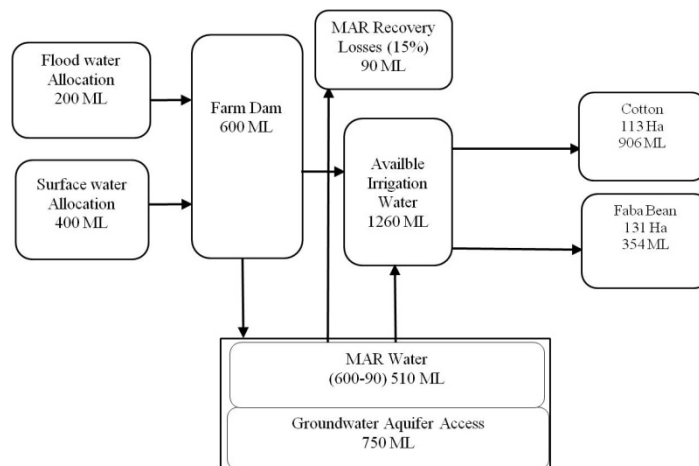 Flood water
Allocation
200 ML
Surface water
Allocation
400 ML
Farm Dam
600 ML
MAR Recovery
Losses (15%)
90 ML
Availble
Irrigation
Water
1260 ML
Cotton
113 Ha
906 ML
Faba Bean
131 Ha
354 ML
MAR Water
(600-90) 510 ML
Groundwater Aquifer Access
750 ML